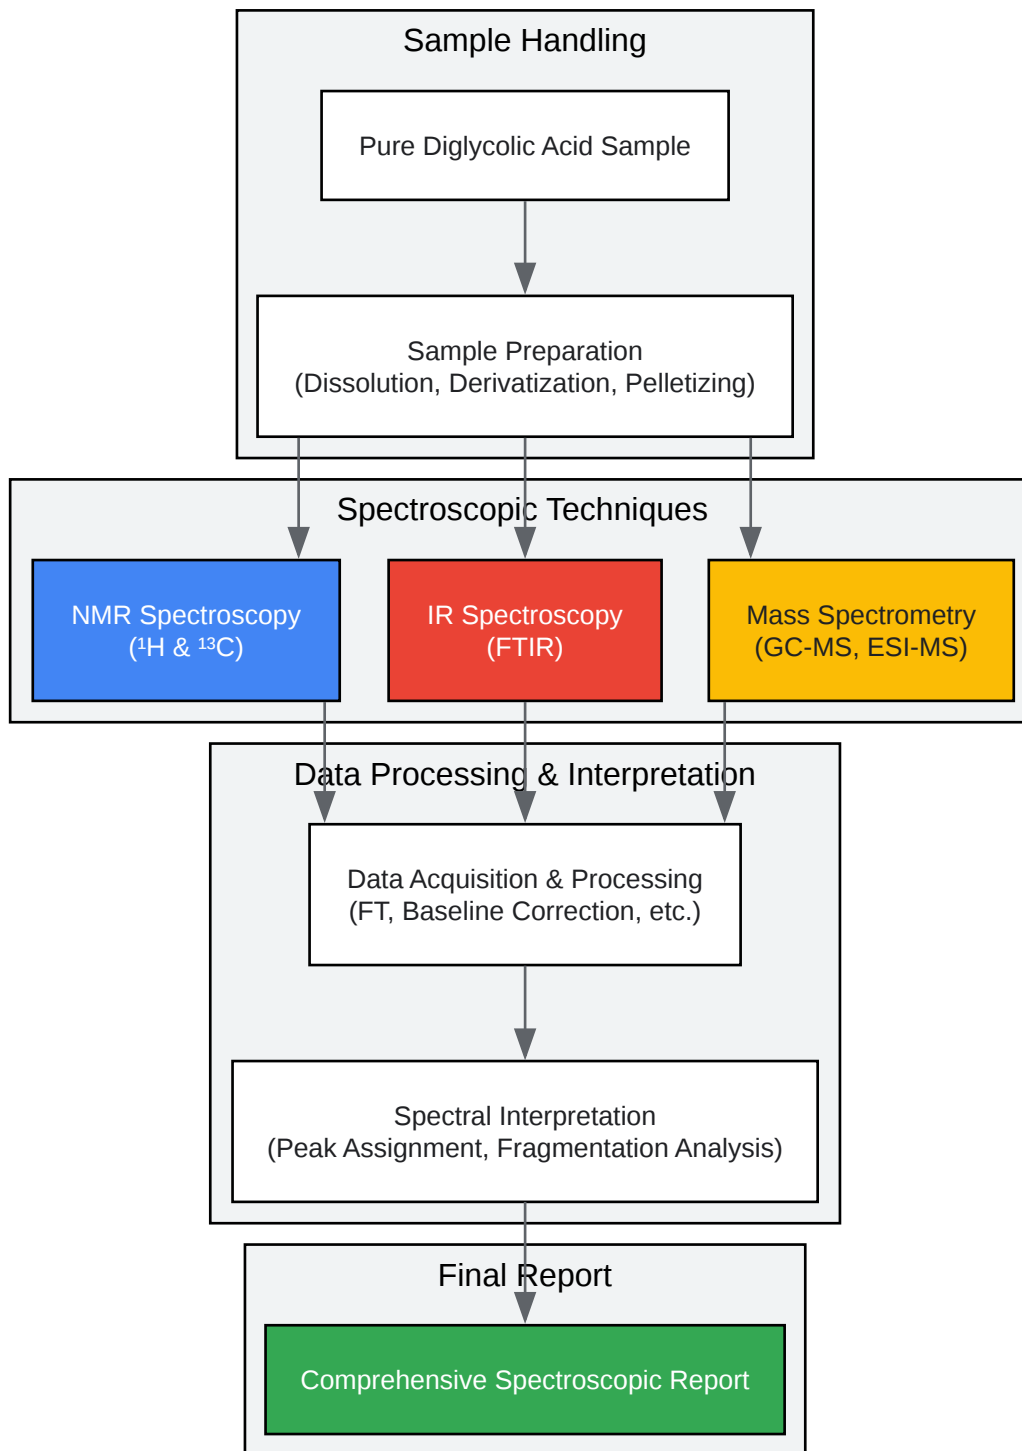 Sample Handling
Pure Diglycolic Acid Sample
Sample Preparation
(Dissolution, Derivatization, Pelletizing)
Spectroscopic Techniques
NMR Spectroscopy
(¹H & ¹³C)
IR Spectroscopy
(FTIR)
Mass Spectrometry
(GC-MS, ESI-MS)
Data Processing & Interpretation
Data Acquisition & Processing
(FT, Baseline Correction, etc.)
Spectral Interpretation
(Peak Assignment, Fragmentation Analysis)
Final Report
Comprehensive Spectroscopic Report